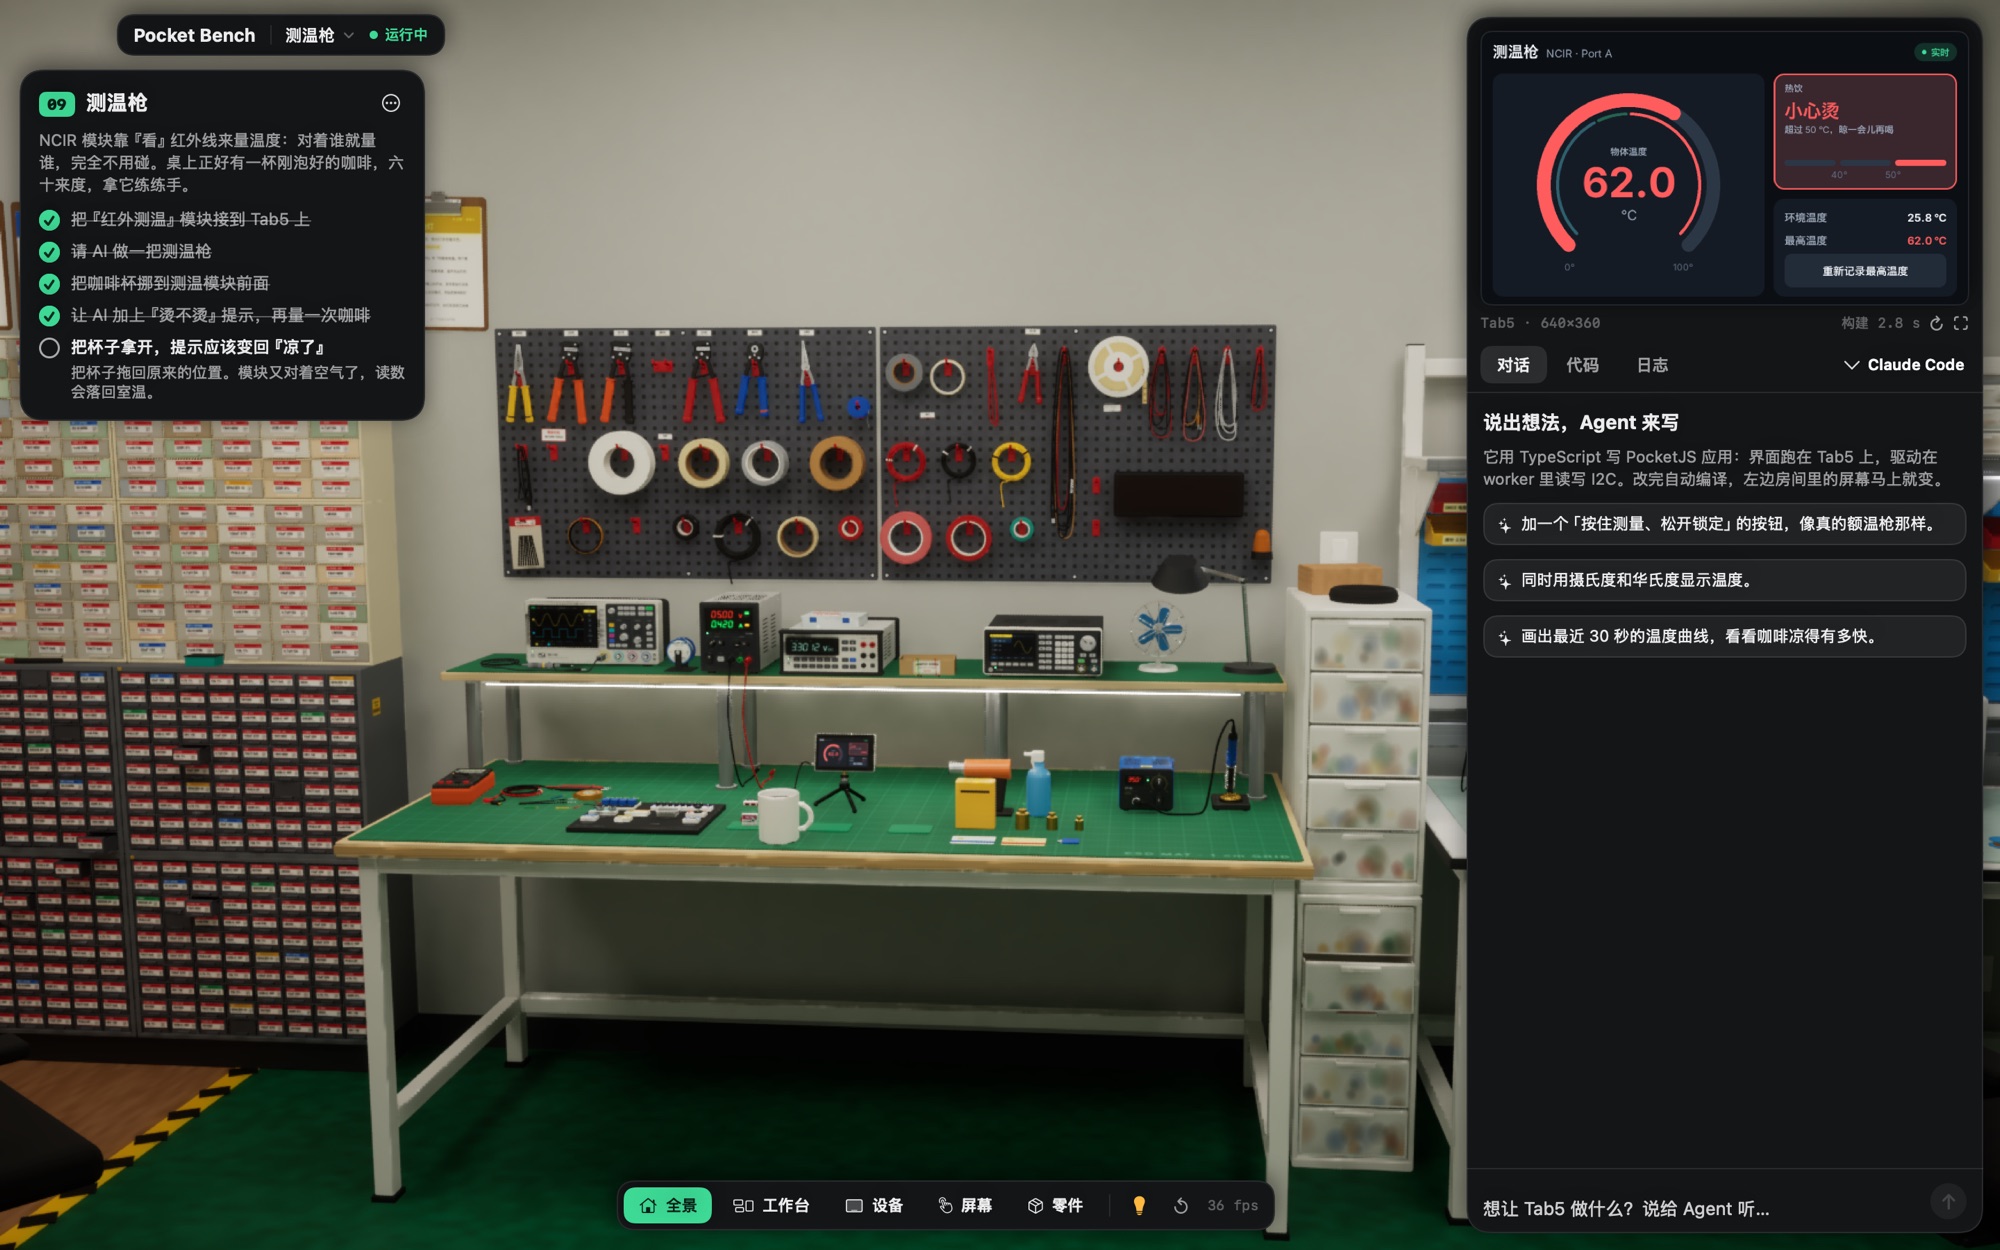 Pocket Bench
测温枪
运行中
09 测温枪
NCIR 模块靠『看』红外线来量温度：对着谁就量
谁，完全不用碰。桌上正好有一杯刚泡好的咖啡，六
十来度，拿它练练手。
把『红外测温』模块接到 Tab5 上
请 AI 做一把测温枪
把咖啡杯挪到测温模块前面
让 AI 加上『烫不烫』提示，再量一次咖啡
把杯子拿开，提示应该变回『凉了』
把杯子拖回原来的位置。模块又对着空气了，读数
会落回室温。
0500
0420
全景
工作台
设备
屏幕
零件
36 fps
测温枪 NCIR · Port A
实时
物体温度
62.0
°C
0°
100°
热饮
小心烫
超过 50 °C，晾一会儿再喝
40°
50°
环境温度 25.8 °C
最高温度 62.0 °C
重新记录最高温度
Tab5 · 640×360
构建 2.8 s
对话
代码
日志
Claude Code
说出想法，Agent 来写
它用 TypeScript 写 PocketJS 应用：界面跑在 Tab5 上，驱动在
worker 里读写 I2C。改完自动编译，左边房间里的屏幕马上就变。
加一个「按住测量、松开锁定」的按钮，像真的额温枪那样。
同时用摄氏度和华氏度显示温度。
画出最近 30 秒的温度曲线，看看咖啡凉得有多快。
想让 Tab5 做什么？说给 Agent 听...